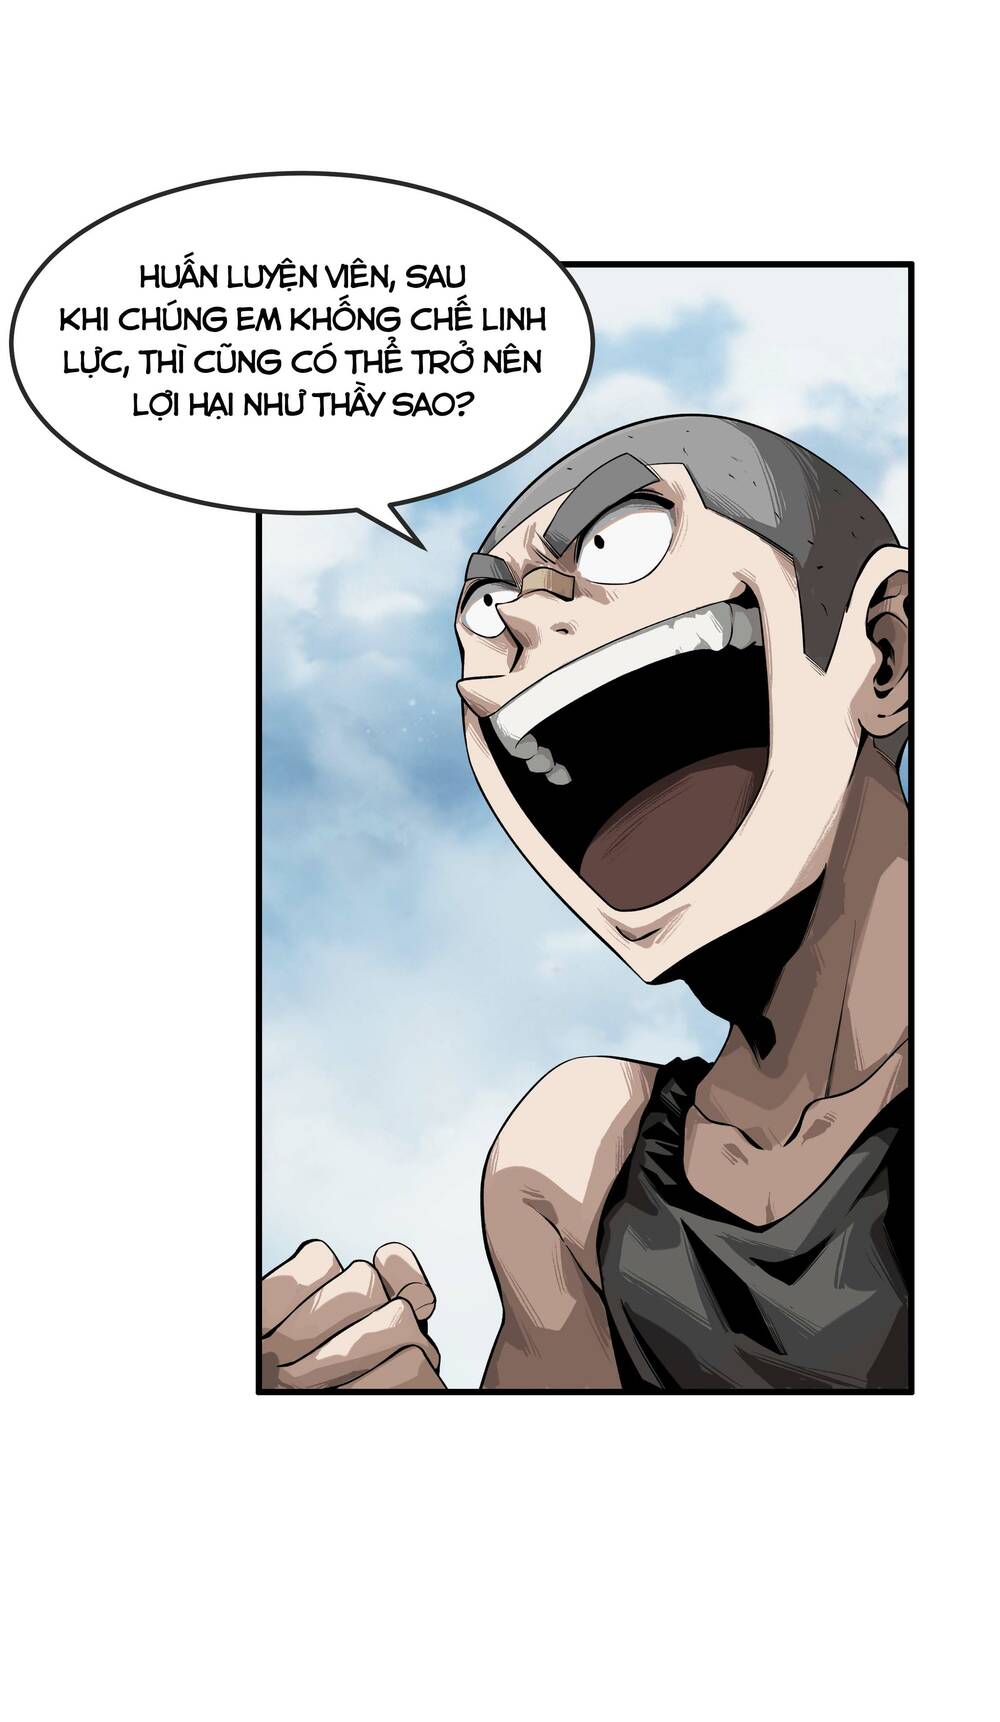 HUẤN LUYỆN VIÊN, SAU
KHI CHÚNG EM KHỐNG CHẾ LINH
LỰC, THÌ CŨNG CÓ THỂ TRỞ NÊN
LỢI HẠI NHƯ THẦY SAO?